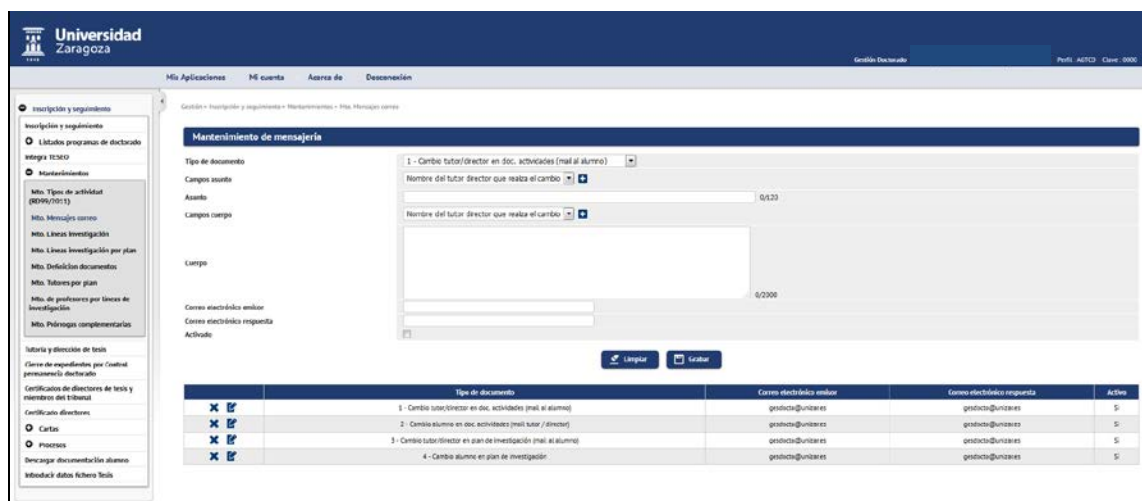 Universidad
Zaragoza
1542
Gestión Doctorado
Perfil : AETCD Clave : 0000
Mis Aplicaciones Mi cuenta Acerca de Desconexión
Gestión > Inscripción y seguimiento > Mantenimientos > Mto. Mensajes correo
Inscripción y seguimiento
Inscripción y seguimiento
Listados programas de doctorado
Integra TESEO
Mantenimientos
Mto. Tipos de actividad
(RD99/2011)
Mto. Mensajes correo
Mto. Líneas investigación
Mto. Líneas investigación por plan
Mto. Definicion documentos
Mto. Tutores por plan
Mto. de profesores por líneas de
investigación
Mto. Prórrogas complementarias
Tutoría y dirección de tesis
Cierre de expedientes por Control
permanencia doctorado
Certificados de directores de tesis y
miembros del tribunal
Certificado directores
Cartas
Procesos
Descargar documentación alumno
Introducir datos fichero Tesis
Mantenimiento de mensajería
Tipo de documento 1 - Cambio tutor/director en doc. actividades (mail al alumno)
Campos asunto Nombre del tutor director que realiza el cambio
Asunto 0/120
Campos cuerpo Nombre del tutor director que realiza el cambio
Cuerpo 0/2000
Correo electrónico emisor
Correo electrónico respuesta
Activado
Limpiar Grabar
Tipo de documento Correo electrónico emisor Correo electrónico respuesta Activo
1 - Cambio tutor/director en doc. actividades (mail al alumno) gesdocto@unizar.es gesdocto@unizar.es Si
2 - Cambio alumno en doc. actividades (mail tutor / director) gesdocto@unizar.es gesdocto@unizar.es Si
3 - Cambio tutor/director en plan de investigación (mail al alumno) gesdocto@unizar.es gesdocto@unizar.es Si
4 - Cambio alumno en plan de investigación gesdocto@unizar.es gesdocto@unizar.es Si